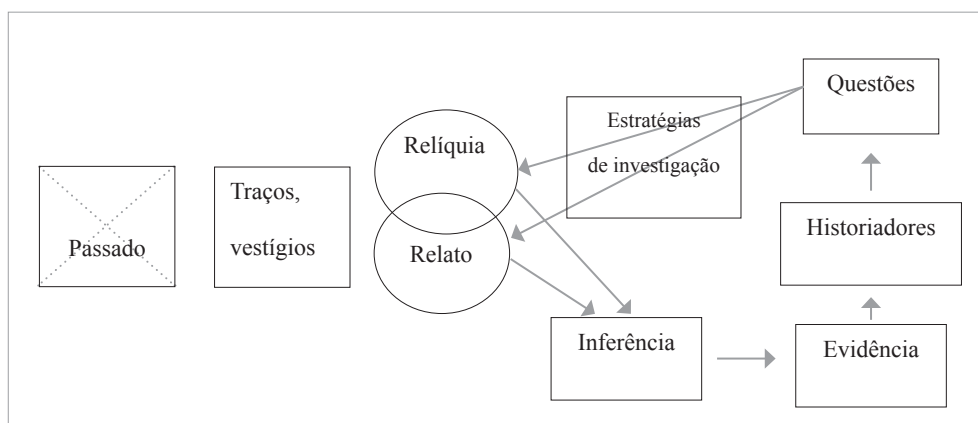 Passado
Traços,
vestígios
Relíquia
Relato
Estratégias
de investigação
Questões
Historiadores
Inferência
Evidência